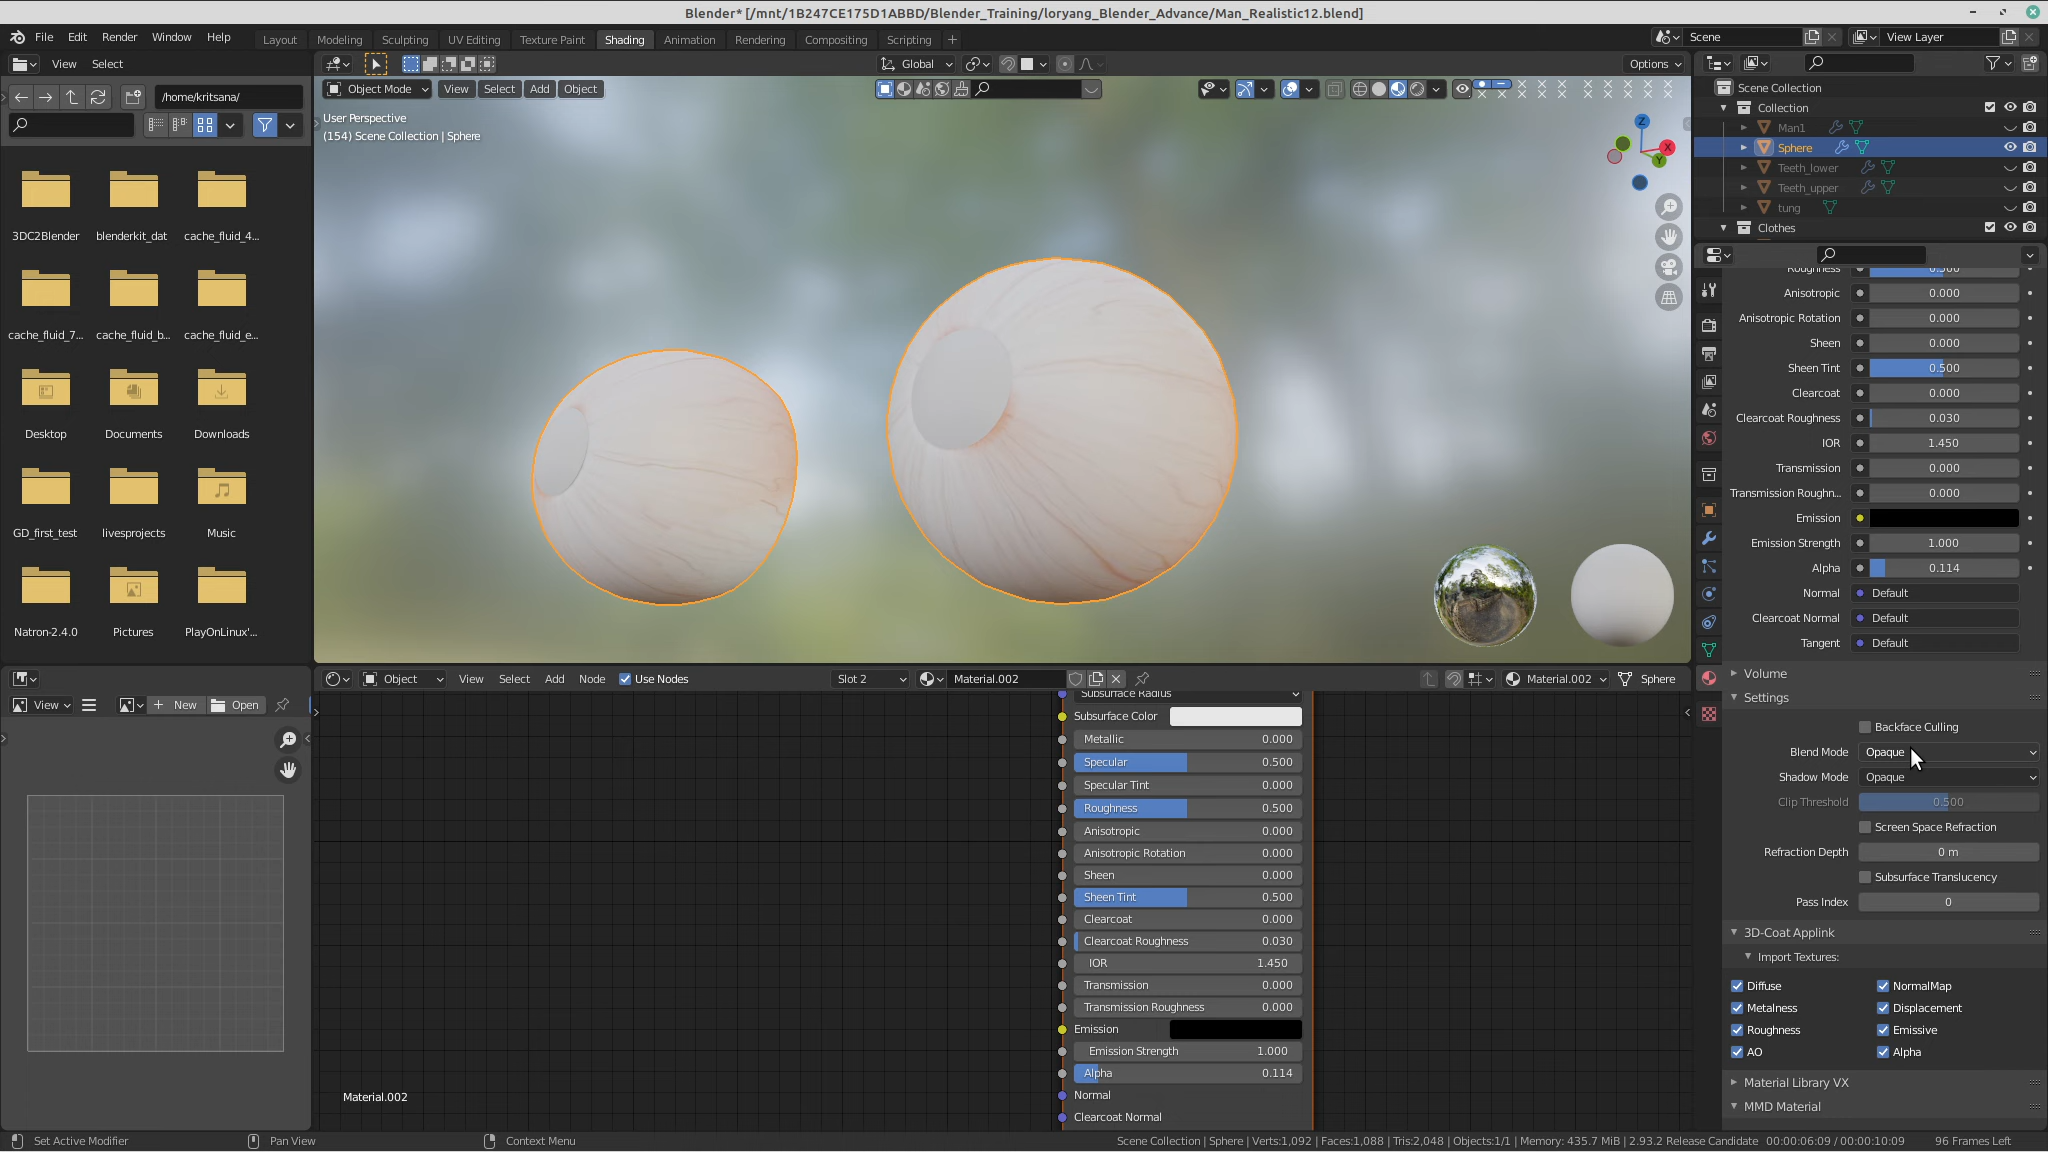 Blender* [/mnt/1B247CE175D1ABBD/Blender_Training/loryang_Blender_Advance/Man_Realistic12.blend]
File Edit Render Window Help
Layout Modeling Sculpting UV Editing Texture Paint Shading Animation Rendering Compositing Scripting +
Scene
View Layer
View Select
Global
Options
/home/kritsana/
Object Mode View Select Add Object
User Perspective
(154) Scene Collection | Sphere
Z
X
Y
3DC2Blender blenderkit_dat cache_fluid_4...
cache_fluid_7... cache_fluid_b... cache_fluid_e...
Desktop Documents Downloads
GD_first_test livesprojects Music
Natron-2.4.0 Pictures PlayOnLinux'...
Scene Collection
Collection
Man1
Sphere
Teeth_lower
Teeth_upper
tung
Clothes
Roughness 0.500
Anisotropic 0.000
Anisotropic Rotation 0.000
Sheen 0.000
Sheen Tint 0.500
Clearcoat 0.000
Clearcoat Roughness 0.030
IOR 1.450
Transmission 0.000
Transmission Roughn... 0.000
Emission
Emission Strength 1.000
Alpha 0.114
Normal Default
Clearcoat Normal Default
Tangent Default
Volume
Settings
Backface Culling
Blend Mode Opaque
Shadow Mode Opaque
Clip Threshold 0.500
Screen Space Refraction
Refraction Depth 0 m
Subsurface Translucency
Pass Index 0
3D-Coat Applink
Import Textures:
Diffuse NormalMap
Metalness Displacement
Roughness Emissive
AO Alpha
Material Library VX
MMD Material
View + New Open
Object View Select Add Node Use Nodes Slot 2 Material.002
Material.002 Sphere
Subsurface Radius
Subsurface Color
Metallic 0.000
Specular 0.500
Specular Tint 0.000
Roughness 0.500
Anisotropic 0.000
Anisotropic Rotation 0.000
Sheen 0.000
Sheen Tint 0.500
Clearcoat 0.000
Clearcoat Roughness 0.030
IOR 1.450
Transmission 0.000
Transmission Roughness 0.000
Emission
Emission Strength 1.000
Alpha 0.114
Normal
Clearcoat Normal
Material.002
Set Active Modifier Pan View Context Menu
Scene Collection | Sphere | Verts:1,092 | Faces:1,088 | Tris:2,048 | Objects:1/1 | Memory: 435.7 MiB | 2.93.2 Release Candidate 00:00:06:09 / 00:00:10:09 96 Frames Left